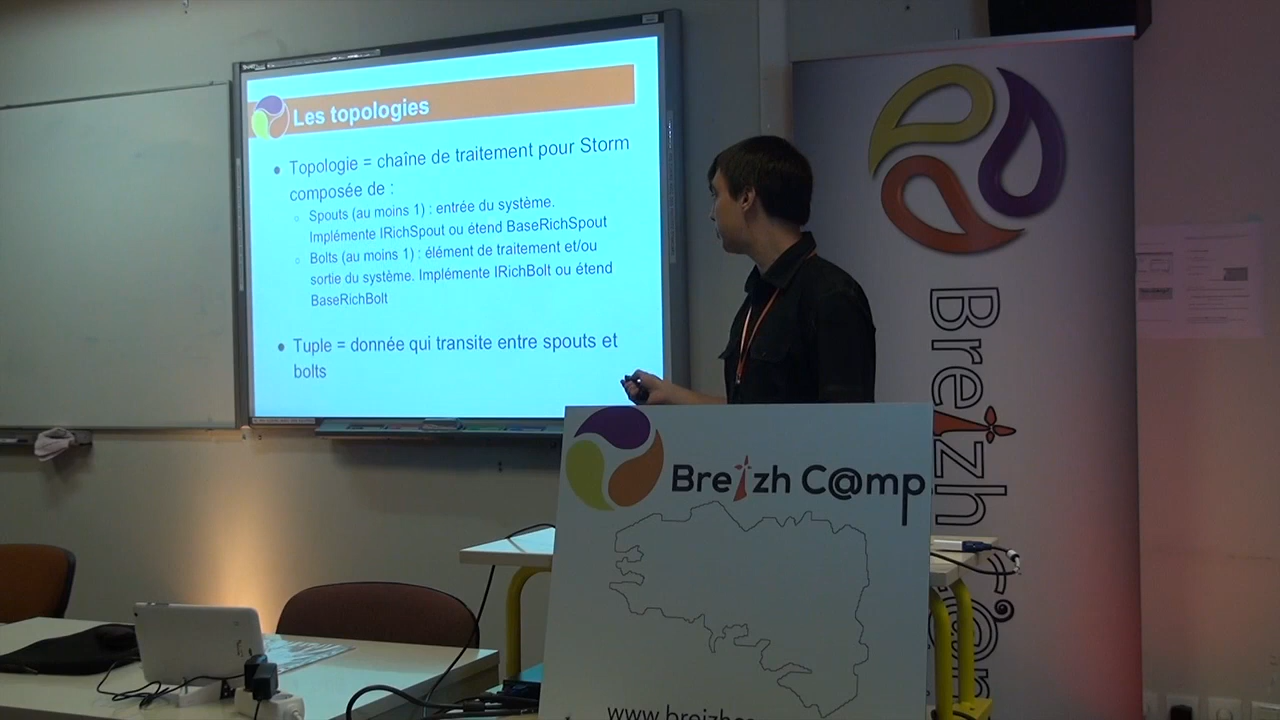 Les topologies
Topologie = chaîne de traitement pour Storm
composée de :
Spouts (au moins 1) : entrée du système.
Implémente IRichSpout ou étend BaseRichSpout
Bolts (au moins 1) : élément de traitement et/ou
sortie du système. Implémente IRichBolt ou étend
BaseRichBolt
Tuple = donnée qui transite entre spouts et
bolts
Breizh C@mp
Breizh C@mp